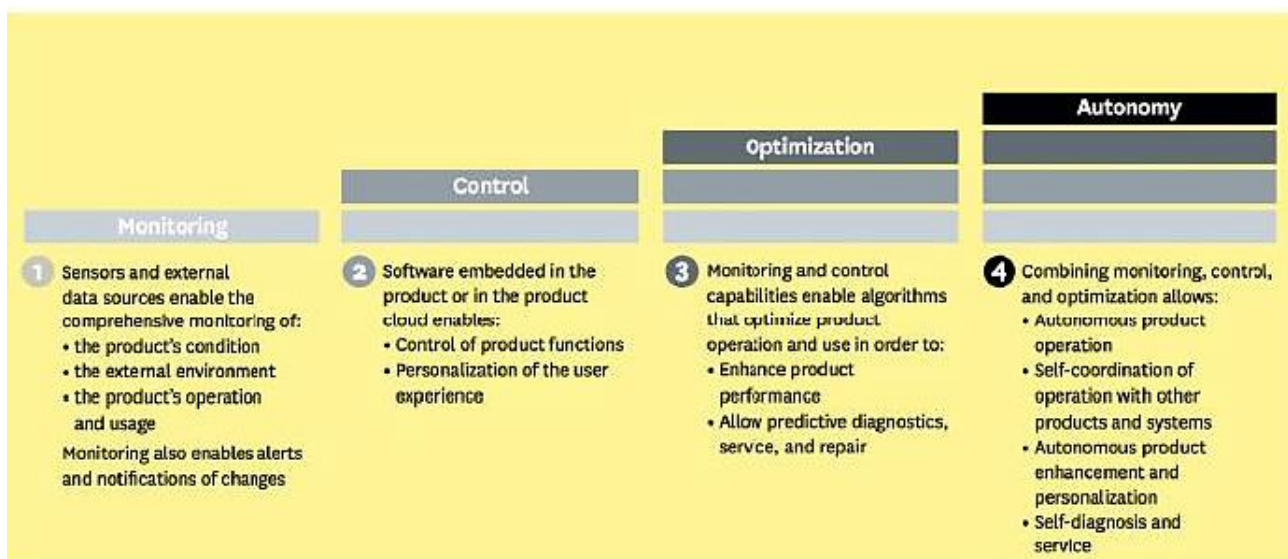 Monitoring
1 Sensors and external
data sources enable the
comprehensive monitoring of:
• the product's condition
• the external environment
• the product's operation
and usage
Monitoring also enables alerts
and notifications of changes
Control
2 Software embedded in the
product or in the product
cloud enables:
• Control of product functions
• Personalization of the user
experience
Optimization
3 Monitoring and control
capabilities enable algorithms
that optimize product
operation and use in order to:
• Enhance product
performance
• Allow predictive diagnostics,
service, and repair
Autonomy
4 Combining monitoring, control,
and optimization allows:
• Autonomous product
operation
• Self-coordination of
operation with other
products and systems
• Autonomous product
enhancement and
personalization
• Self-diagnosis and
service